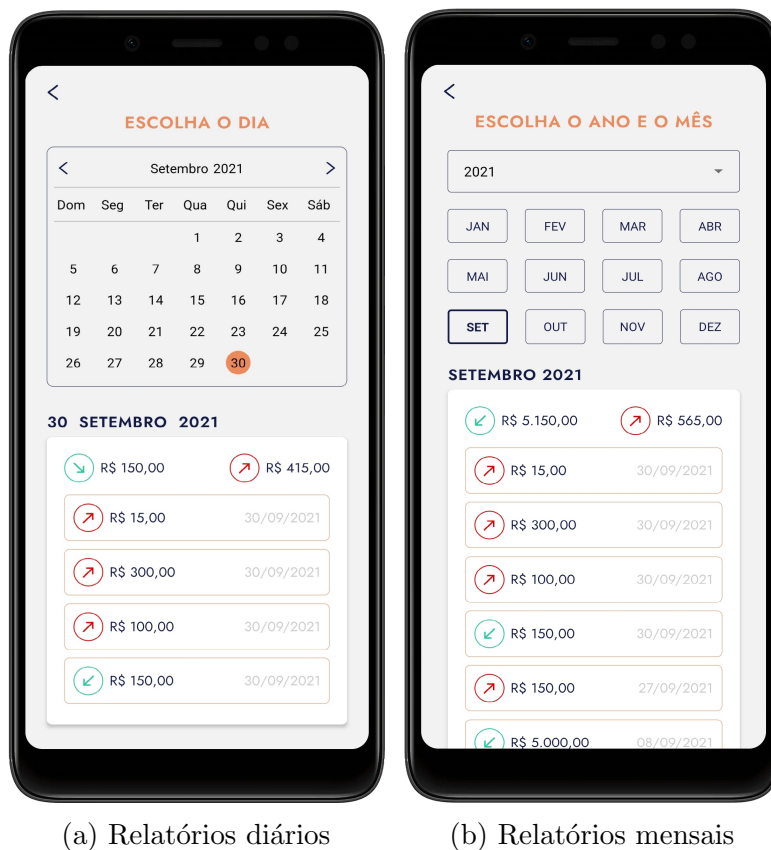 ESCOLHA O DIA
Setembro 2021
Dom Seg Ter Qua Qui Sex Sáb
1 2 3 4
5 6 7 8 9 10 11
12 13 14 15 16 17 18
19 20 21 22 23 24 25
26 27 28 29 30
30 SETEMBRO 2021
R$ 150,00 R$ 415,00
R$ 15,00 30/09/2021
R$ 300,00 30/09/2021
R$ 100,00 30/09/2021
R$ 150,00 30/09/2021
(a) Relatórios diários
ESCOLHA O ANO E O MÊS
2021
JAN FEV MAR ABR
MAI JUN JUL AGO
SET OUT NOV DEZ
SETEMBRO 2021
R$ 5.150,00 R$ 565,00
R$ 15,00 30/09/2021
R$ 300,00 30/09/2021
R$ 100,00 30/09/2021
R$ 150,00 30/09/2021
R$ 150,00 27/09/2021
R$ 5.000,00 08/09/2021
(b) Relatórios mensais